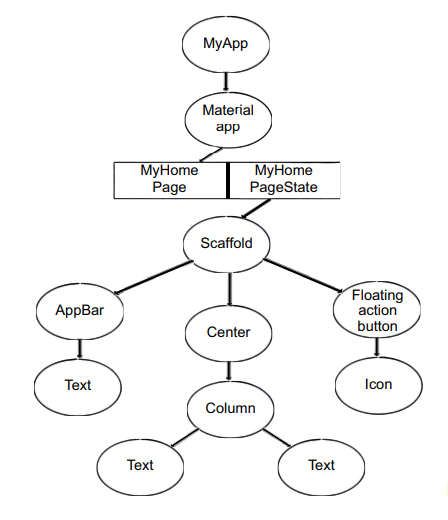 MyApp
Material
app
MyHome
Page
MyHome
PageState
Scaffold
AppBar
Center
Floating
action
button
Text
Column
Icon
Text
Text